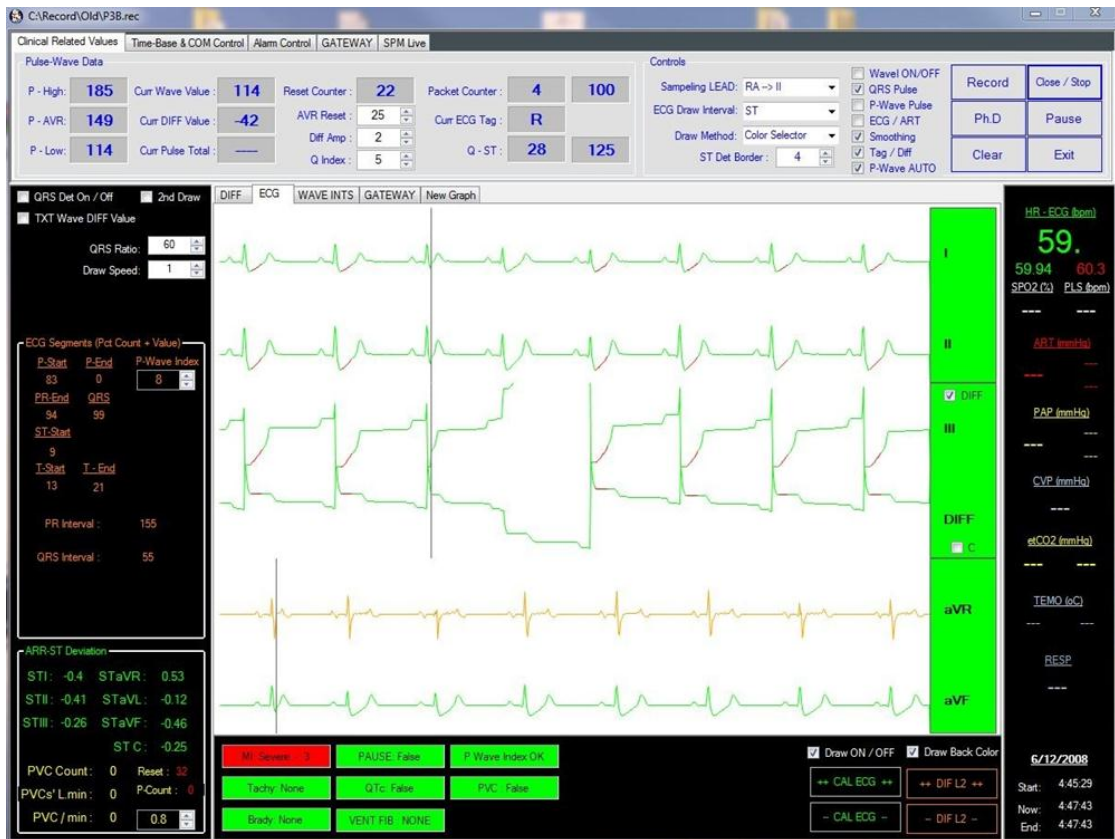 C:\Record\Old\P3B.rec
Clinical Related Values Time-Base & COM Control Alarm Control GATEWAY SPM Live
Pulse-Wave Data
P - High: 185 Curr Wave Value : 114 Reset Counter : 22 Packet Counter : 4 100
P - AVR: 149 Curr DIFF Value : -42 AVR Reset : 25 Curr ECG Tag : R
Diff Amp : 2
P - Low: 114 Curr Pulse Total : ---- Q Index : 5 Q - ST : 28 125
Controls
Sampeling LEAD: RA --> II
ECG Draw Interval: ST
Draw Method: Color Selector
ST Det Border : 4
Wavel ON/OFF
QRS Pulse
P-Wave Pulse
ECG / ART
Smoothing
Tag / Diff
P-Wave AUTO
Record Close / Stop
Ph.D Pause
Clear Exit
QRS Det On / Off 2nd Draw
TXT Wave DIFF Value
QRS Ratio: 60
Draw Speed: 1
ECG Segments (Pct Count + Value)
P-Start P-End P-Wave Index
83 0 8
PR-End QRS
94 99
ST-Start
9
T-Start T - End
13 21
PR Interval : 155
QRS Interval : 55
ARR-ST Deviation
STI : -0.4 STaVR : 0.53
STII : -0.41 STaVL : -0.12
STIII : -0.26 STaVF : -0.46
ST C : -0.25
PVC Count : 0 Reset : 32
PVCs' L.min : 0 P-Count : 0
PVC / min : 0 0.8
DIFF ECG WAVE INTS GATEWAY New Graph
I
II
DIFF
III
DIFF
C
aVR
aVF
MI: Severe : 3 PAUSE: False P Wave Index OK
Tachy: None QTc: False PVC : False
Brady: None VENT FIB : NONE
Draw ON / OFF Draw Back Color
++ CAL ECG ++ ++ DIF L2 ++
-- CAL ECG -- -- DIF L2 --
HR - ECG (bpm)
59.
59.94 60.3
SPO2 (%) PLS (bpm)
--- ---
ART (mmHg)
---
---
---
PAP (mmHg)
---
---
---
CVP (mmHg)
---
etCO2 (mmHg)
--- ---
TEMO (oC)
--- ---
RESP
---
6/12/2008
Start: 4:45:29
Now: 4:47:43
End: 4:47:43